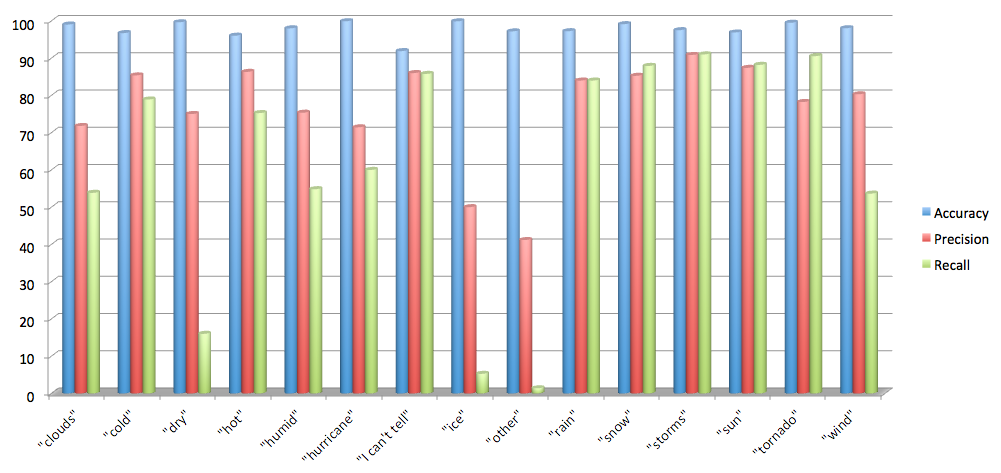 100
90
80
70
60
50
40
30
20
10
0
"clouds"
"cold"
"dry"
"hot"
"humid"
"hurricane"
"I can't tell"
"ice"
"other"
"rain"
"snow"
"storms"
"sun"
"tornado"
"wind"
Accuracy
Precision
Recall